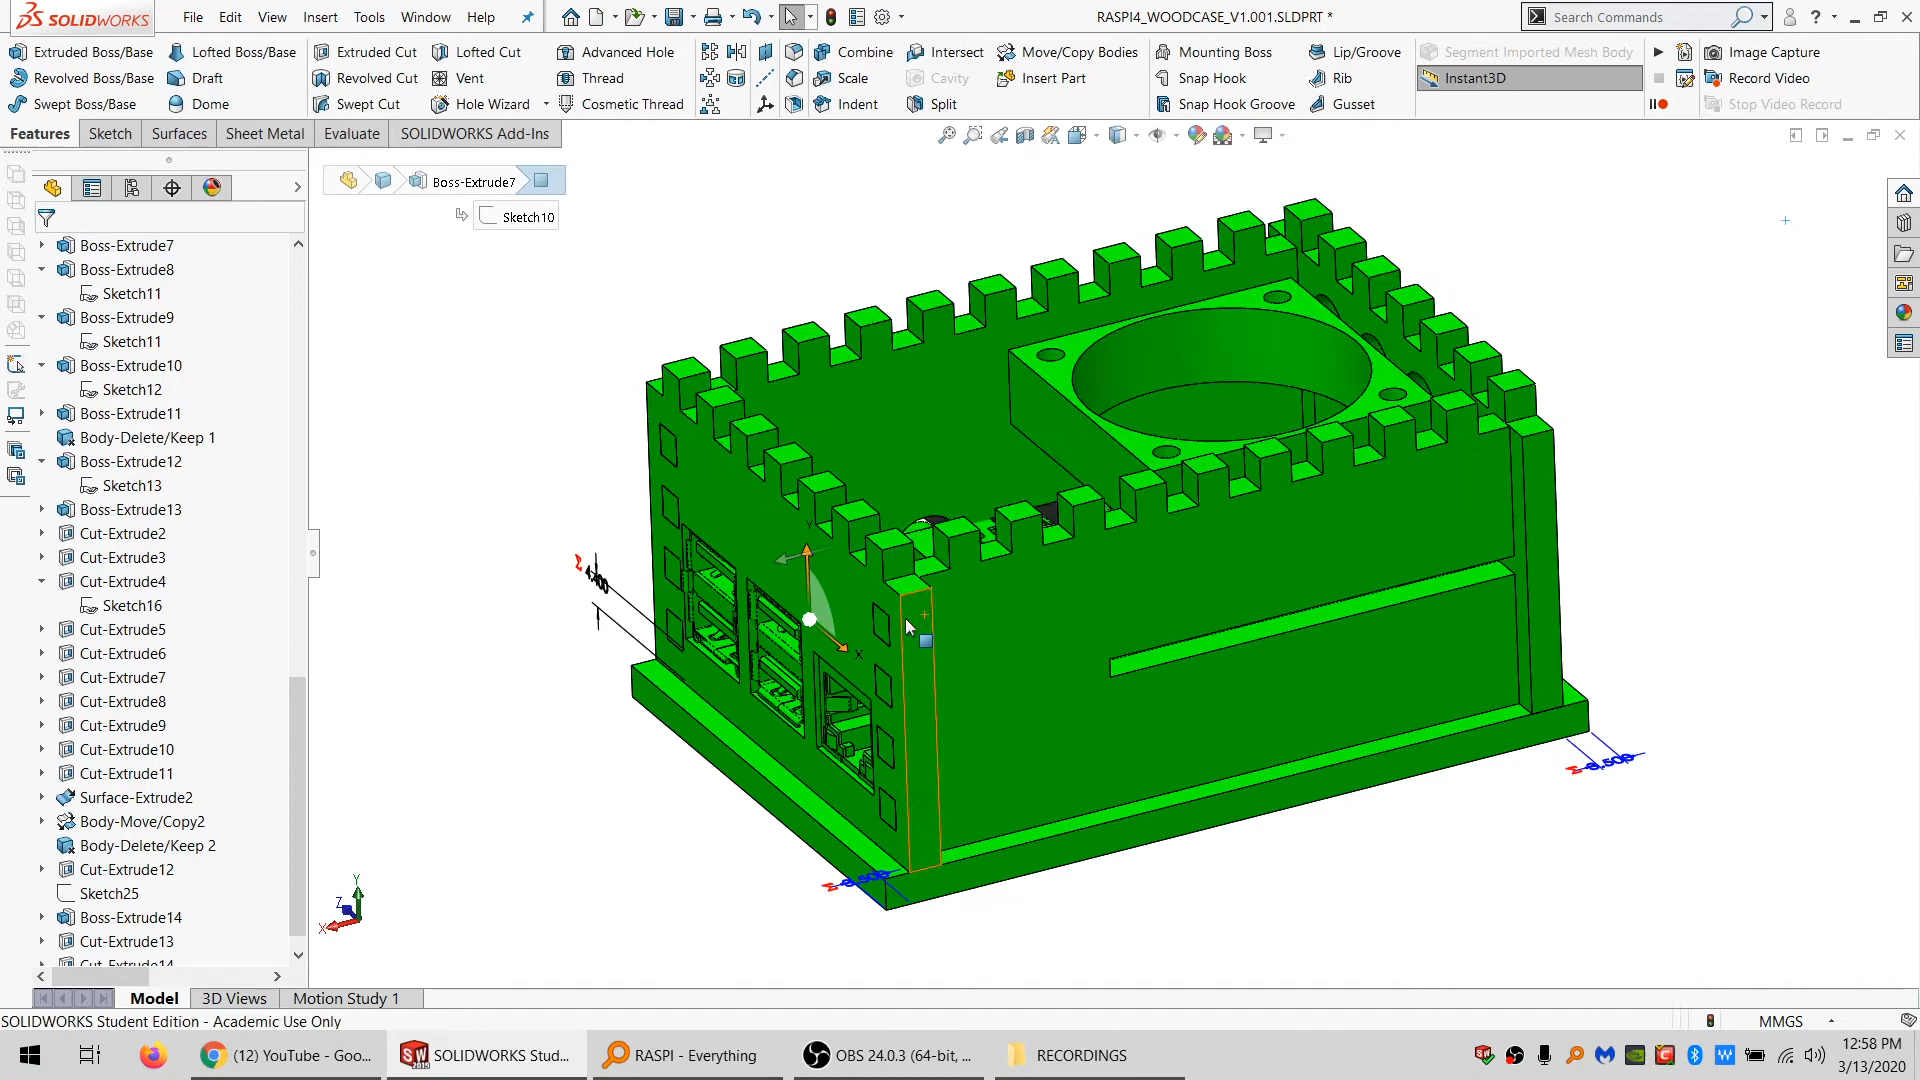 SOLIDWORKS
File Edit View Insert Tools Window Help
RASPI4_WOODCASE_V1.001.SLDPRT *
Search Commands
Extruded Boss/Base
Revolved Boss/Base
Swept Boss/Base
Lofted Boss/Base
Draft
Dome
Extruded Cut
Revolved Cut
Swept Cut
Lofted Cut
Vent
Hole Wizard
Advanced Hole
Thread
Cosmetic Thread
Combine
Scale
Indent
Intersect
Cavity
Split
Move/Copy Bodies
Insert Part
Mounting Boss
Snap Hook
Snap Hook Groove
Lip/Groove
Rib
Gusset
Segment Imported Mesh Body
Instant3D
Image Capture
Record Video
Stop Video Record
Features Sketch Surfaces Sheet Metal Evaluate SOLIDWORKS Add-Ins
Boss-Extrude7
Sketch10
Boss-Extrude7
Boss-Extrude8
Sketch11
Boss-Extrude9
Sketch11
Boss-Extrude10
Sketch12
Boss-Extrude11
Body-Delete/Keep 1
Boss-Extrude12
Sketch13
Boss-Extrude13
Cut-Extrude2
Cut-Extrude3
Cut-Extrude4
Sketch16
Cut-Extrude5
Cut-Extrude6
Cut-Extrude7
Cut-Extrude8
Cut-Extrude9
Cut-Extrude10
Cut-Extrude11
Surface-Extrude2
Body-Move/Copy2
Body-Delete/Keep 2
Cut-Extrude12
Sketch25
Boss-Extrude14
Cut-Extrude13
Cut-Extrude14
Y
X
Y
Z
X
Model 3D Views Motion Study 1
SOLIDWORKS Student Edition - Academic Use Only
MMGS
(12) YouTube - Goo...
SOLIDWORKS Stud...
RASPI - Everything
OBS 24.0.3 (64-bit, ...
RECORDINGS
12:58 PM
3/13/2020